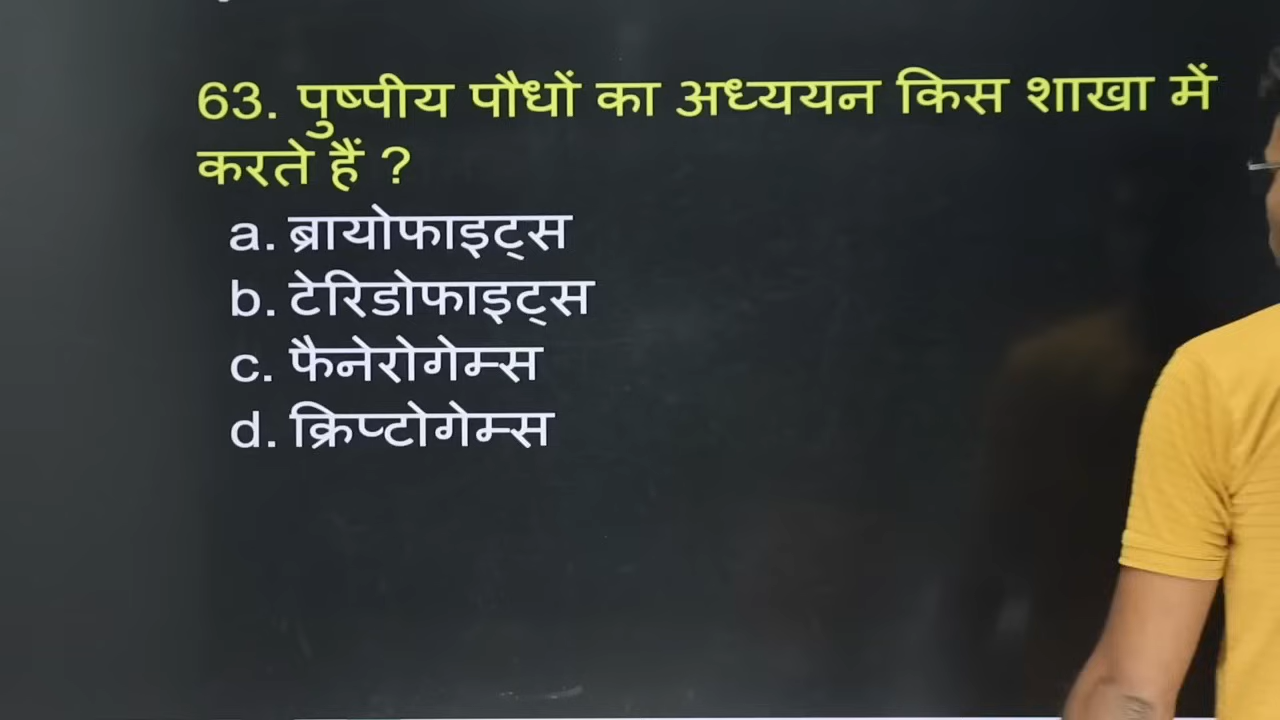 63. पुष्पीय पौधों का अध्ययन किस शाखा में
करते हैं ?
a. ब्रायोफाइट्स
b. टेरिडोफाइट्स
c. फैनेरोगेम्स
d. क्रिप्टोगेम्स